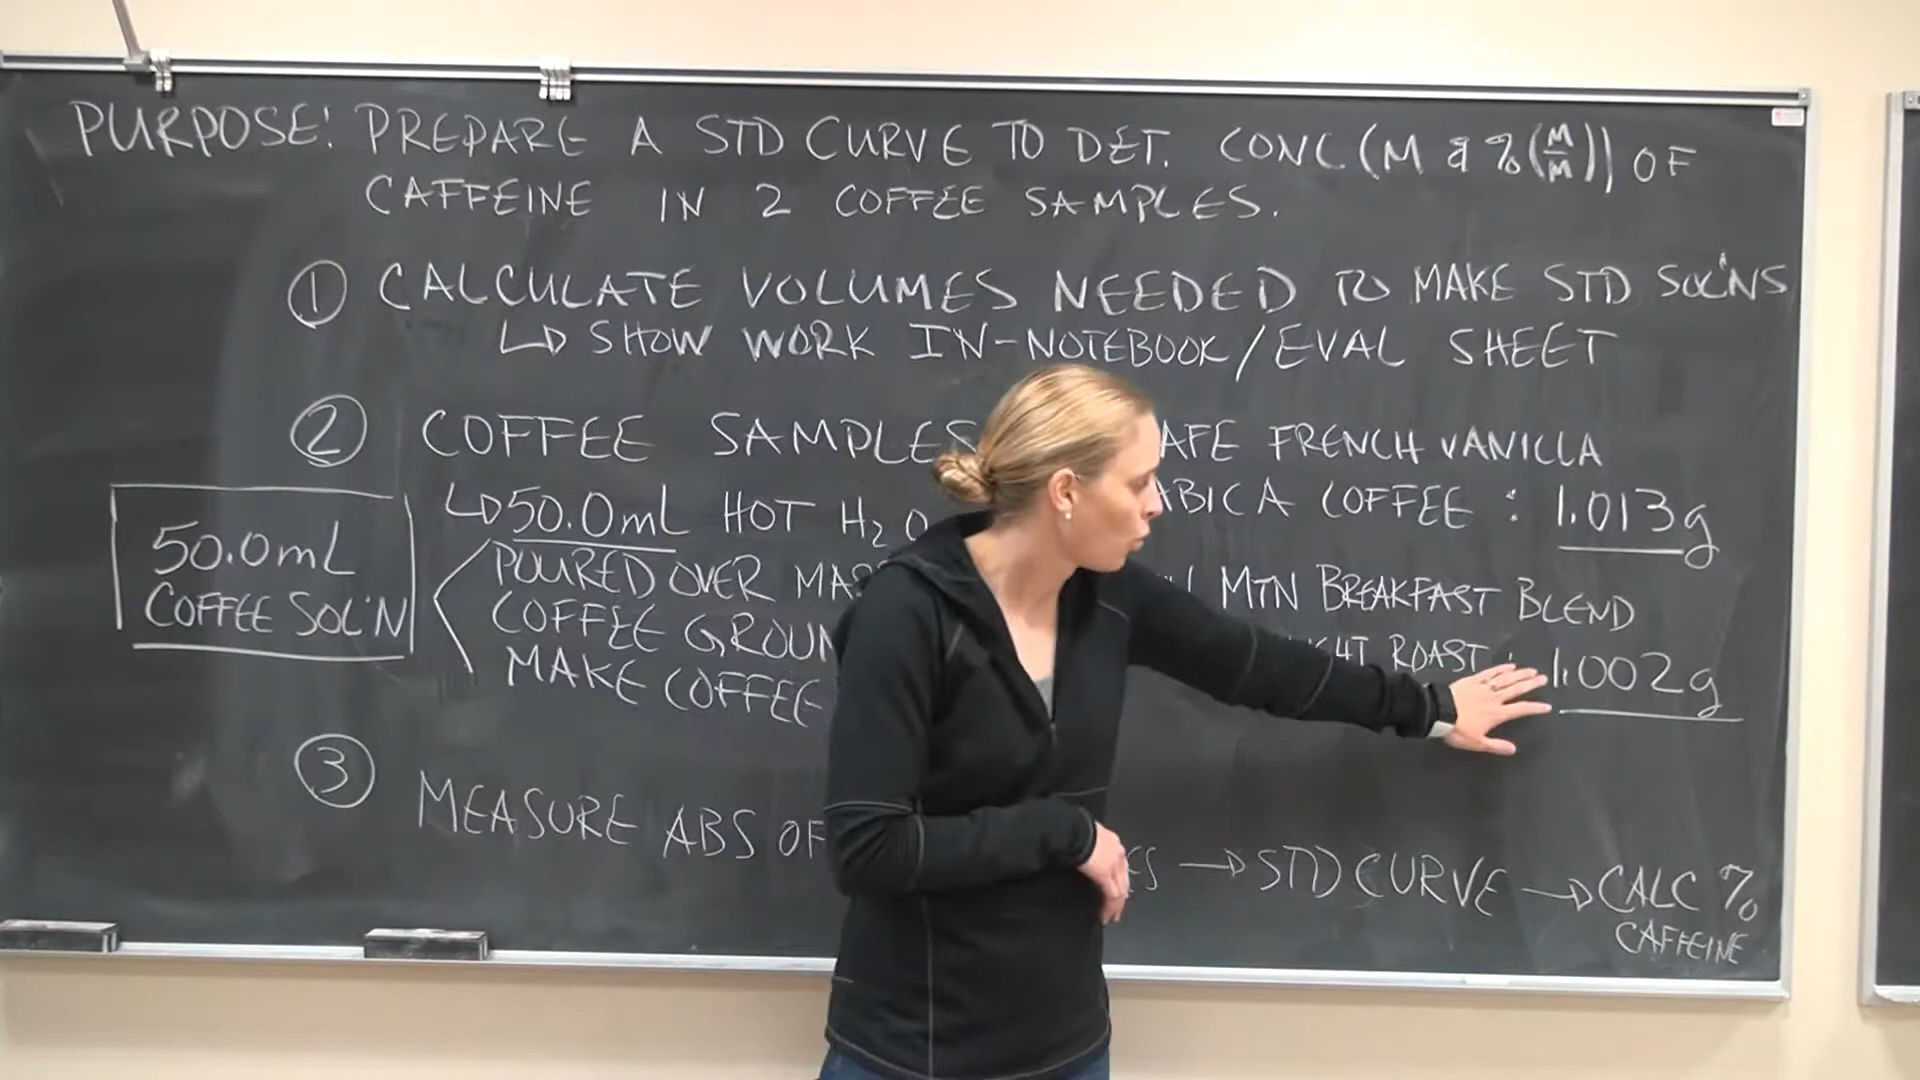 PURPOSE: PREPARE A STD CURVE TO DET. CONC (M & % (M/M)) OF
CAFFEINE IN 2 COFFEE SAMPLES.
① CALCULATE VOLUMES NEEDED TO MAKE STD SOL'NS
↳ SHOW WORK IN-NOTEBOOK/EVAL SHEET
② COFFEE SAMPLES FRENCH VANILLA
↳ 50.0mL HOT H₂O COFFEE : 1.013g
POURED OVER MTN BREAKFAST BLEND
COFFEE ROAST : 1.002g
MAKE COFFEE
50.0mL
COFFEE SOL'N
③ MEASURE ABS OF → STD CURVE → CALC %
CAFFEINE